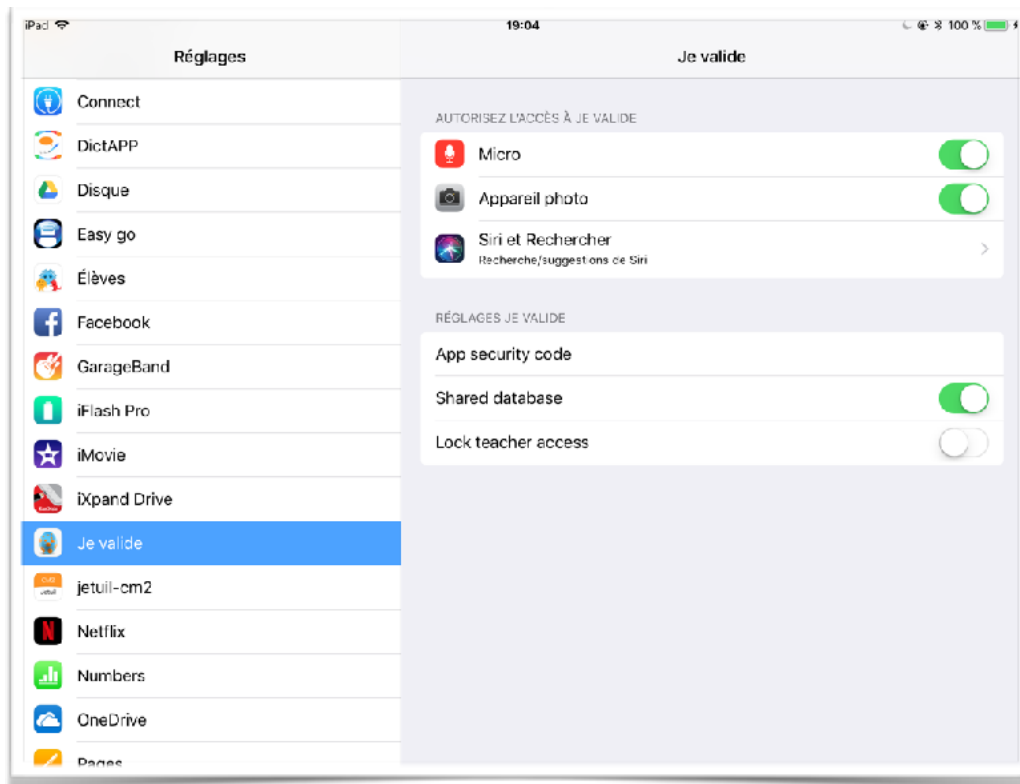 iPad
19:04
100 %
Réglages
Je valide
Connect
DictAPP
Disque
Easy go
Élèves
Facebook
GarageBand
iFlash Pro
iMovie
iXpand Drive
Je valide
jetuil-cm2
Netflix
Numbers
OneDrive
Pages
AUTORISEZ L'ACCÈS À JE VALIDE
Micro
Appareil photo
Siri et Rechercher
Recherche/suggestions de Siri
RÉGLAGES JE VALIDE
App security code
Shared database
Lock teacher access